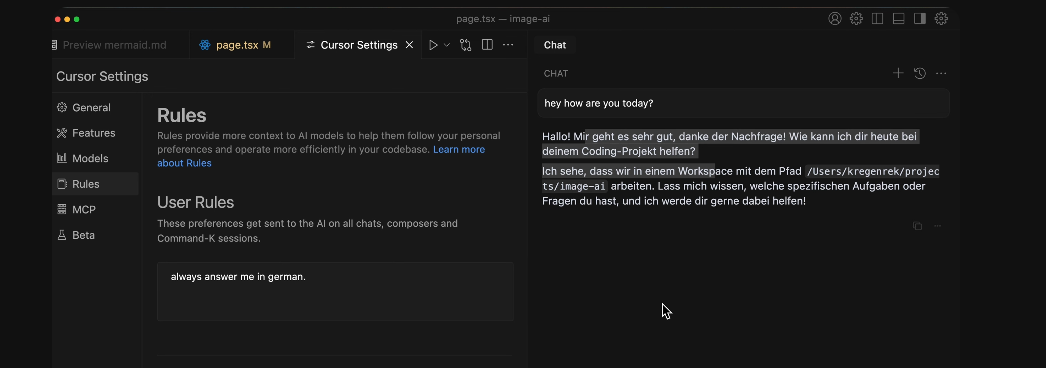 page.tsx — image-ai
Preview mermaid.md
page.tsx M
Cursor Settings
Chat
Cursor Settings
General
Features
Models
Rules
MCP
Beta
Rules
Rules provide more context to AI models to help them follow your personal
preferences and operate more efficiently in your codebase. Learn more
about Rules
User Rules
These preferences get sent to the AI on all chats, composers and
Command-K sessions.
always answer me in german.
CHAT
hey how are you today?
Hallo! Mir geht es sehr gut, danke der Nachfrage! Wie kann ich dir heute bei
deinem Coding-Projekt helfen?
Ich sehe, dass wir in einem Workspace mit dem Pfad /Users/kregenrek/projec
ts/image-ai arbeiten. Lass mich wissen, welche spezifischen Aufgaben oder
Fragen du hast, und ich werde dir gerne dabei helfen!